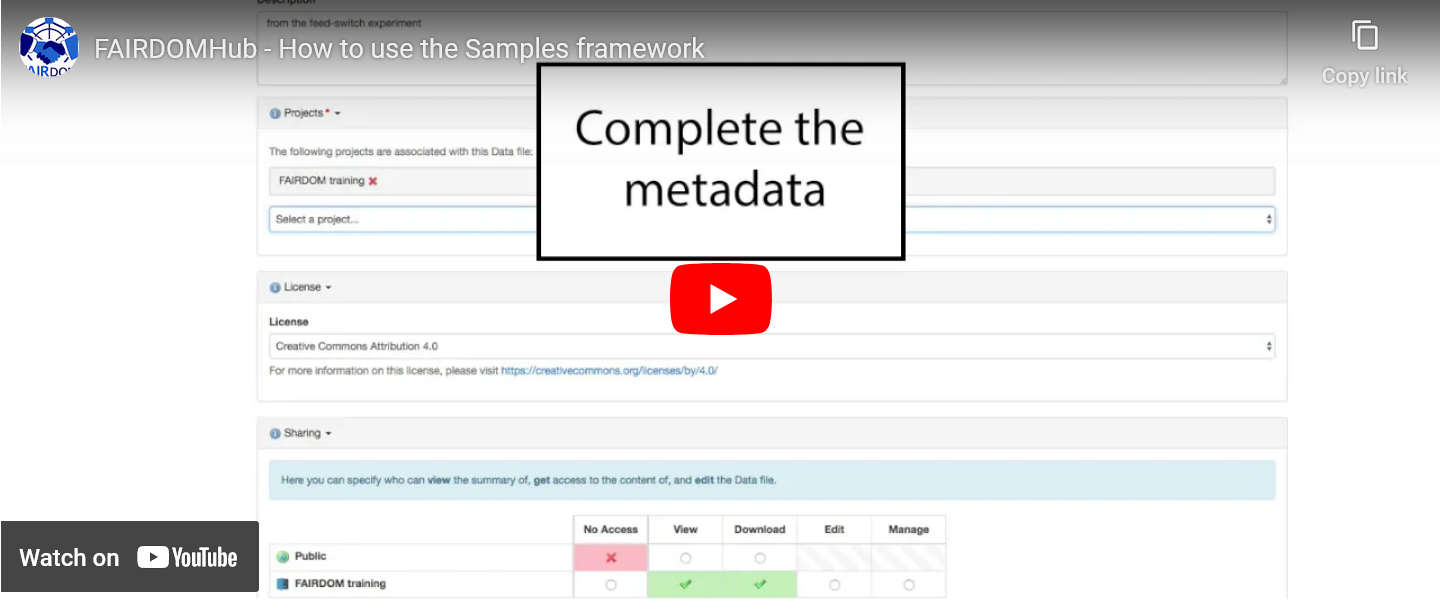 Description
from the feed-switch experiment
FAIRDOMHub - How to use the Samples framework
AIRDO
Copy link
Complete the
metadata
Projects * 
The following projects are associated with this Data file:
FAIRDOM training
Select a project...
License
License
Creative Commons Attribution 4.0
For more information on this license, please visit https://creativecommons.org/licenses/by/4.0/
Sharing
Here you can specify who can view the summary of, get access to the content of, and edit the Data file.
No Access View Download Edit Manage
Public
FAIRDOM training
Watch on YouTube